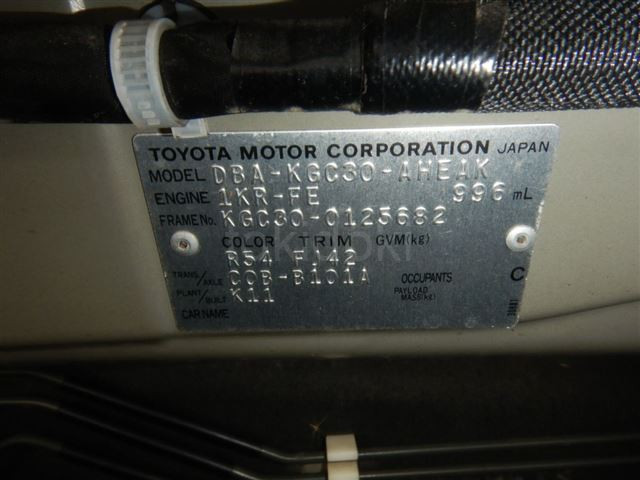 TOYOTA MOTOR CORPORATION JAPAN
MODEL DBA-KGC30-AHEAK
ENGINE 1KR-FE 996 mL
FRAME No. KGC30-0125682
COLOR TRIM GVM(kg)
R54 FJ42
TRANS/AXLE C0B-B101A OCCUPANTS C
PLANT/BUILT K11 PAYLOAD MASS(kg)
CAR NAME